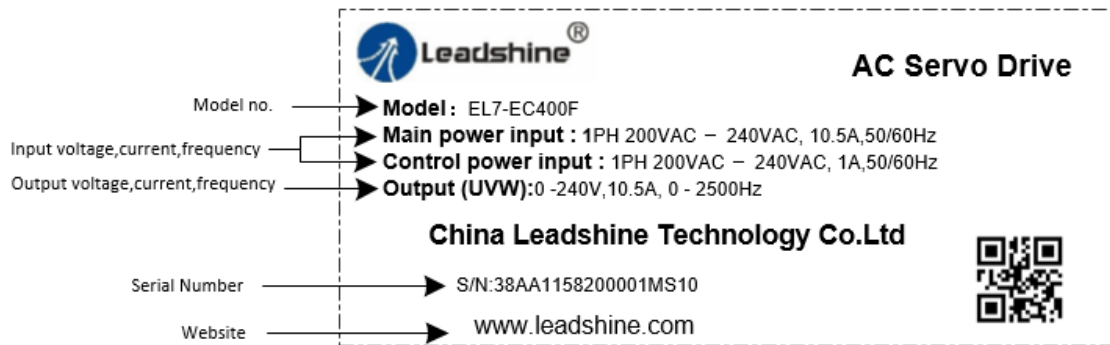 Leadshine®
AC Servo Drive
Model no.
Model: EL7-EC400F
Input voltage,current,frequency
Main power input : 1PH 200VAC – 240VAC, 10.5A,50/60Hz
Control power input : 1PH 200VAC – 240VAC, 1A,50/60Hz
Output voltage,current,frequency
Output (UVW):0 -240V,10.5A, 0 - 2500Hz
China Leadshine Technology Co.Ltd
Serial Number
S/N:38AA1158200001MS10
Website
www.leadshine.com